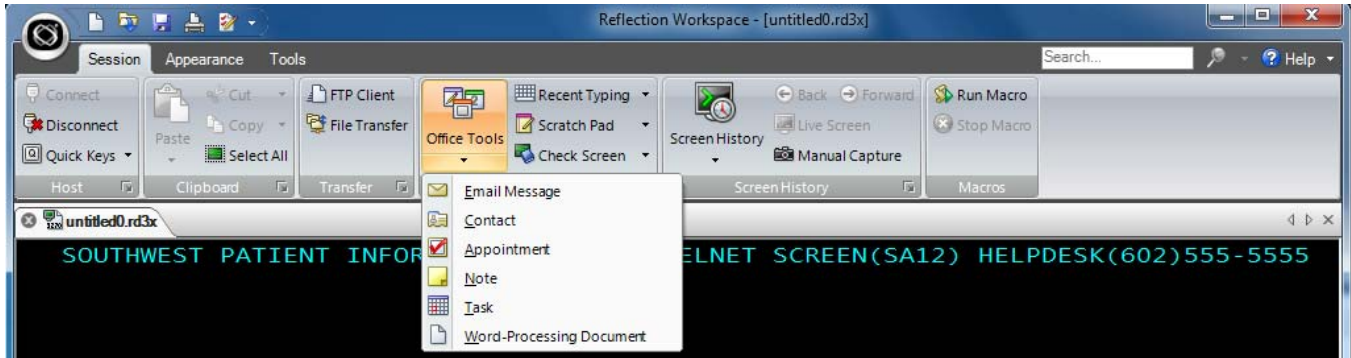 Reflection Workspace - [untitled0.rd3x]
Session Appearance Tools Search... Help
Connect Cut FTP Client Recent Typing Back Forward Run Macro
Disconnect Copy File Transfer Scratch Pad Live Screen Stop Macro
Quick Keys Paste Select All Office Tools Check Screen Screen History Manual Capture
Host Clipboard Transfer Screen History Macros
Email Message
untitled0.rd3x
Contact
SOUTHWEST PATIENT INFOR ELNET SCREEN(SA12) HELPDESK(602)555-5555
Appointment
Note
Task
Word-Processing Document